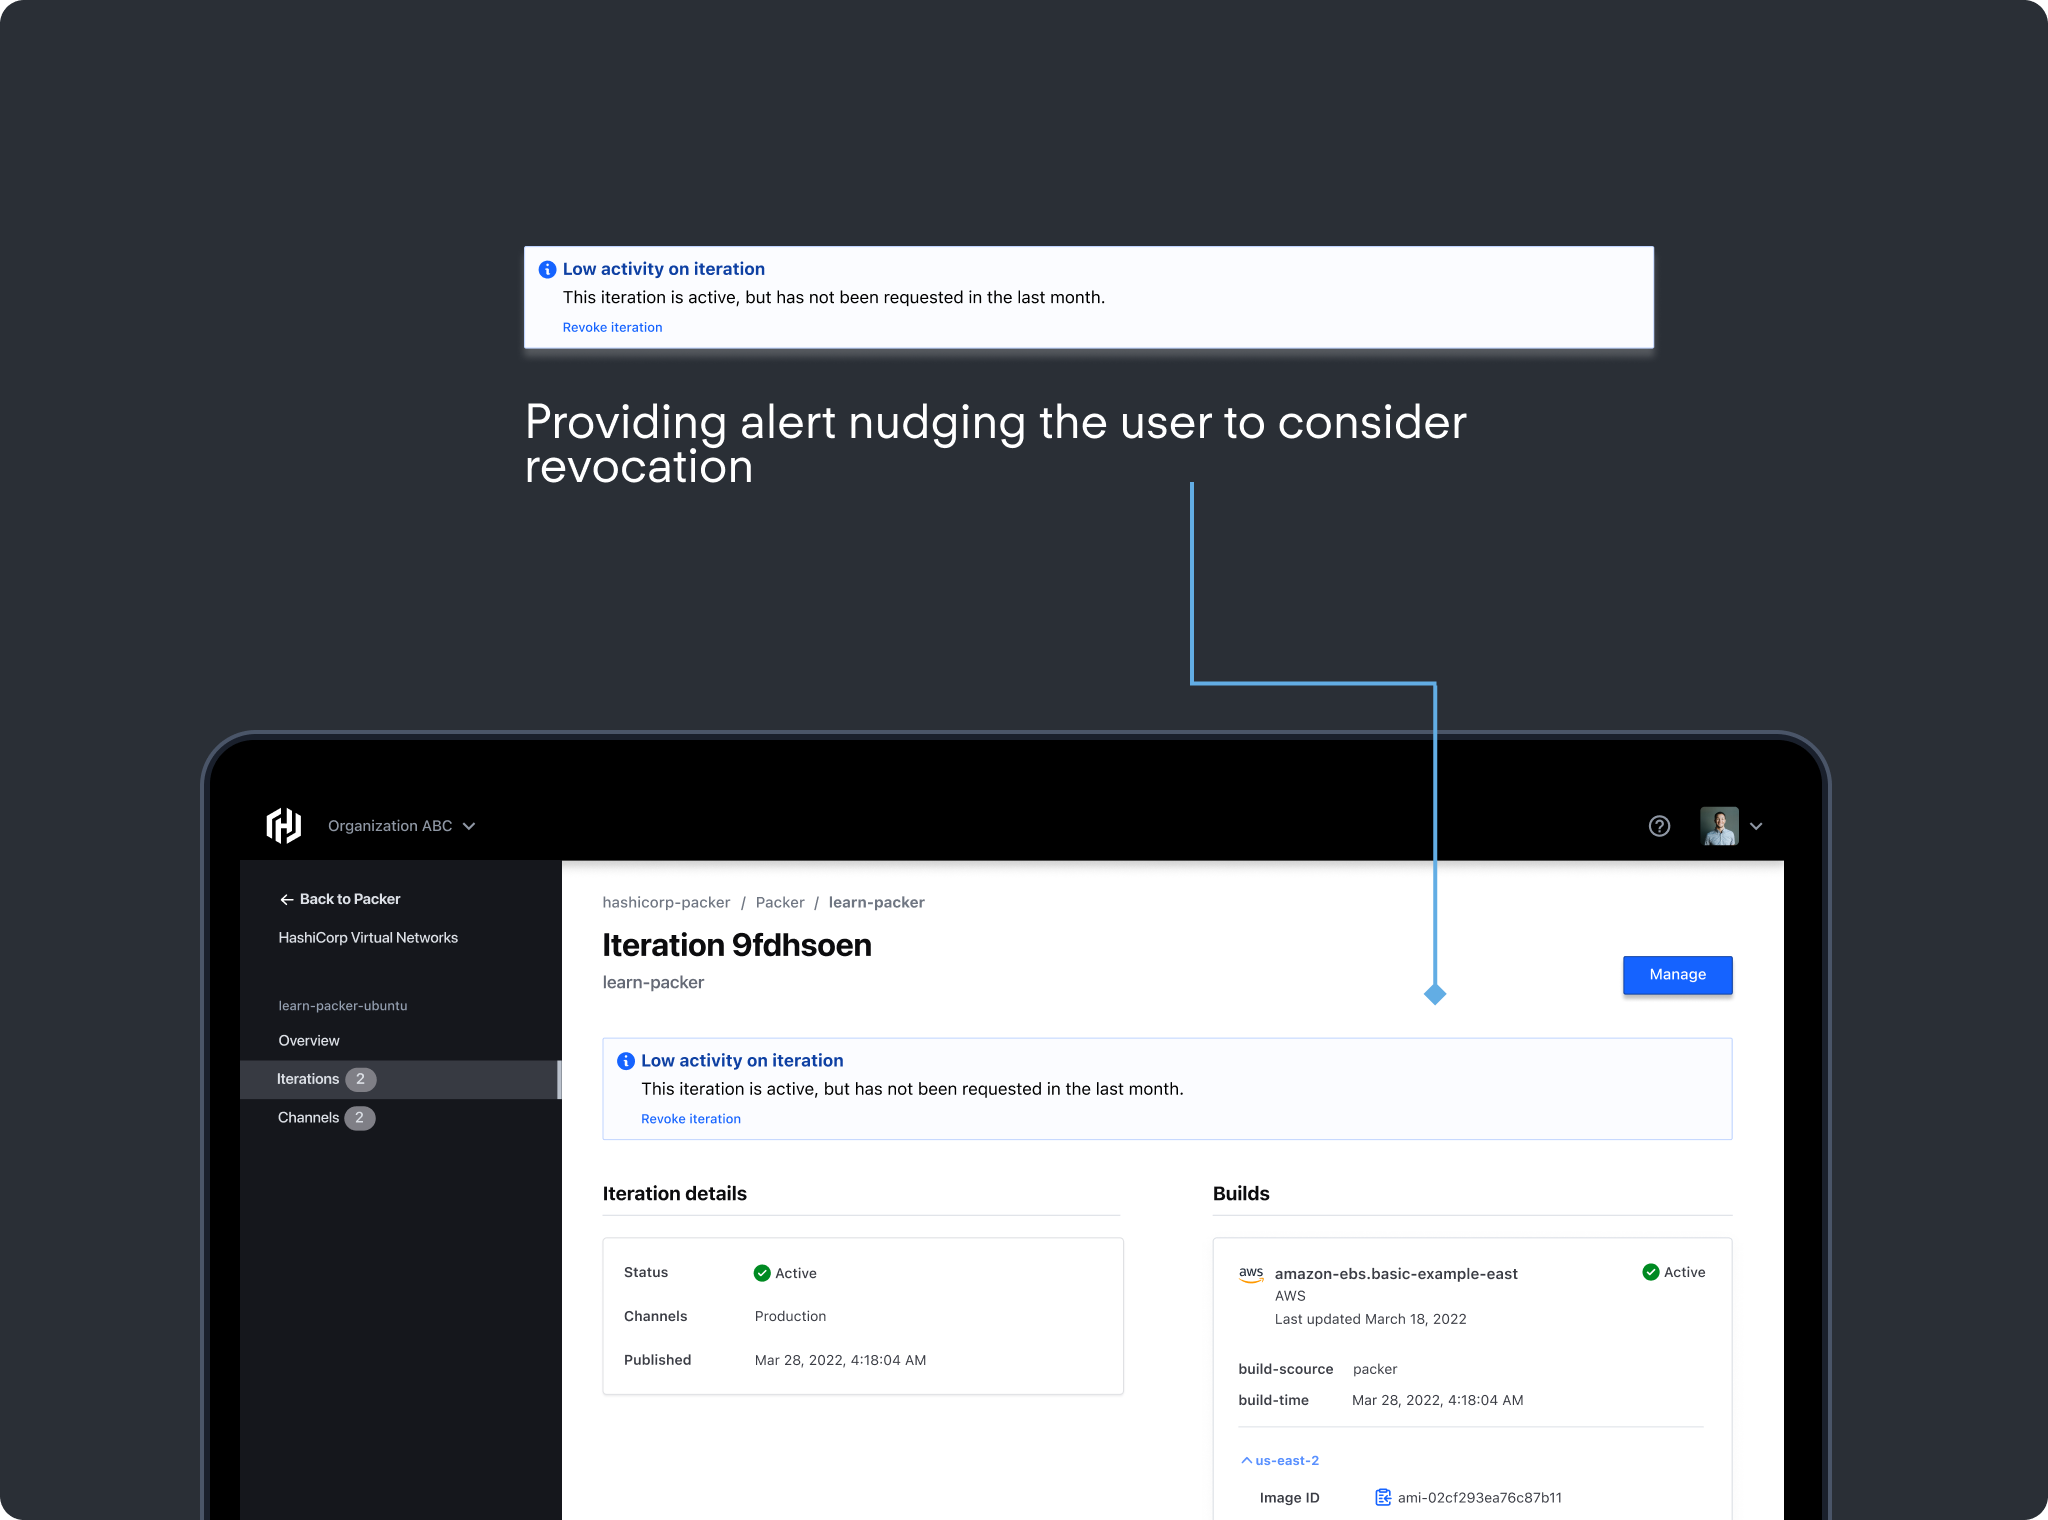 Low activity on iteration
This iteration is active, but has not been requested in the last month.
Revoke iteration
Providing alert nudging the user to consider
revocation
Organization ABC
Back to Packer
HashiCorp Virtual Networks
learn-packer-ubuntu
Overview
Iterations 2
Channels 2
hashicorp-packer / Packer / learn-packer
Iteration 9fdhsoen
learn-packer
Manage
Low activity on iteration
This iteration is active, but has not been requested in the last month.
Revoke iteration
Iteration details
Status Active
Channels Production
Published Mar 28, 2022, 4:18:04 AM
Builds
aws amazon-ebs.basic-example-east Active
AWS
Last updated March 18, 2022
build-scource packer
build-time Mar 28, 2022, 4:18:04 AM
us-east-2
Image ID ami-02cf293ea76c87b11